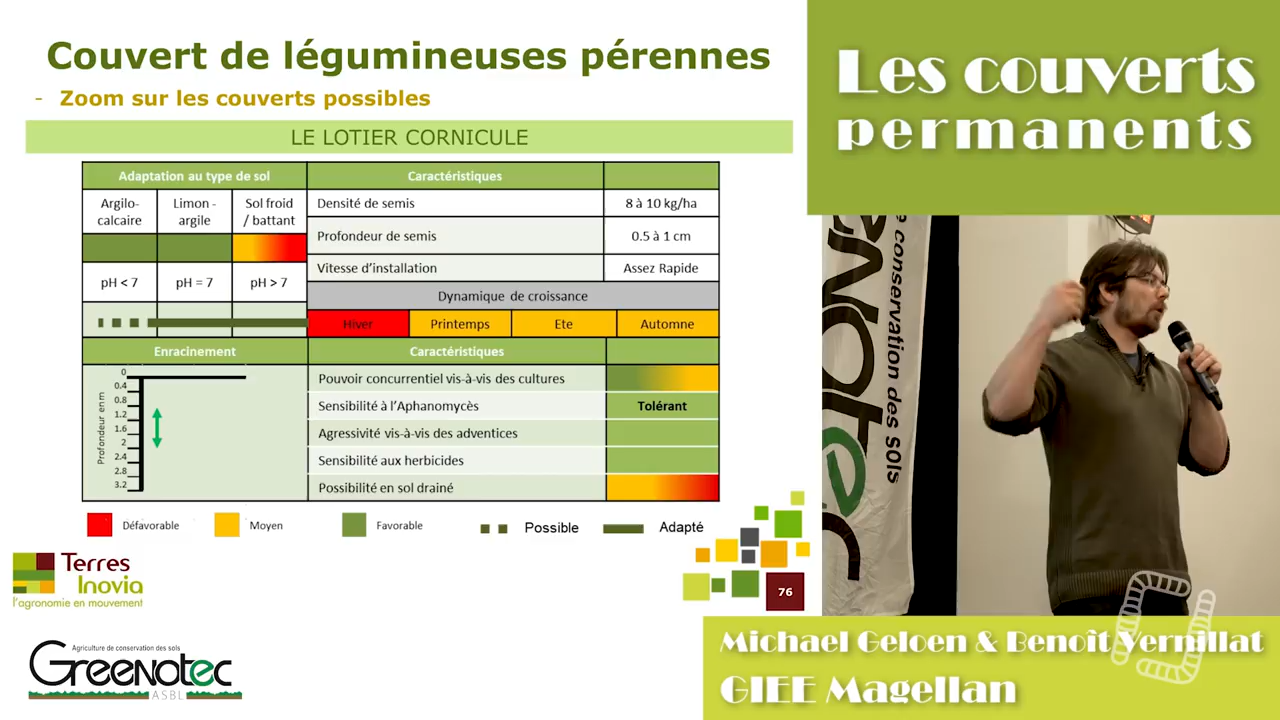 Couvert de légumineuses pérennes
- Zoom sur les couverts possibles
LE LOTIER CORNICULE
Adaptation au type de sol
Caractéristiques
Argilo-
calcaire
Limon -
argile
Sol froid
/ battant
Densité de semis
8 à 10 kg/ha
Profondeur de semis
0.5 à 1 cm
Vitesse d’installation
Assez Rapide
pH < 7
pH = 7
pH > 7
Dynamique de croissance
Hiver
Printemps
Ete
Automne
Enracinement
Caractéristiques
Profondeur en m
0
0.4
0.8
1.2
1.6
2
2.4
2.8
3.2
Pouvoir concurrentiel vis-à-vis des cultures
Sensibilité à l’Aphanomycès
Tolérant
Agressivité vis-à-vis des adventices
Sensibilité aux herbicides
Possibilité en sol drainé
Défavorable
Moyen
Favorable
Possible
Adapté
Terres
Inovia
l'agronomie en mouvement
76
Agriculture de conservation des sols
Greenotec
ASBL
Les couverts
permanents
conservation des sols
Michael Geloen & Benoît Vernillat
GIEE Magellan